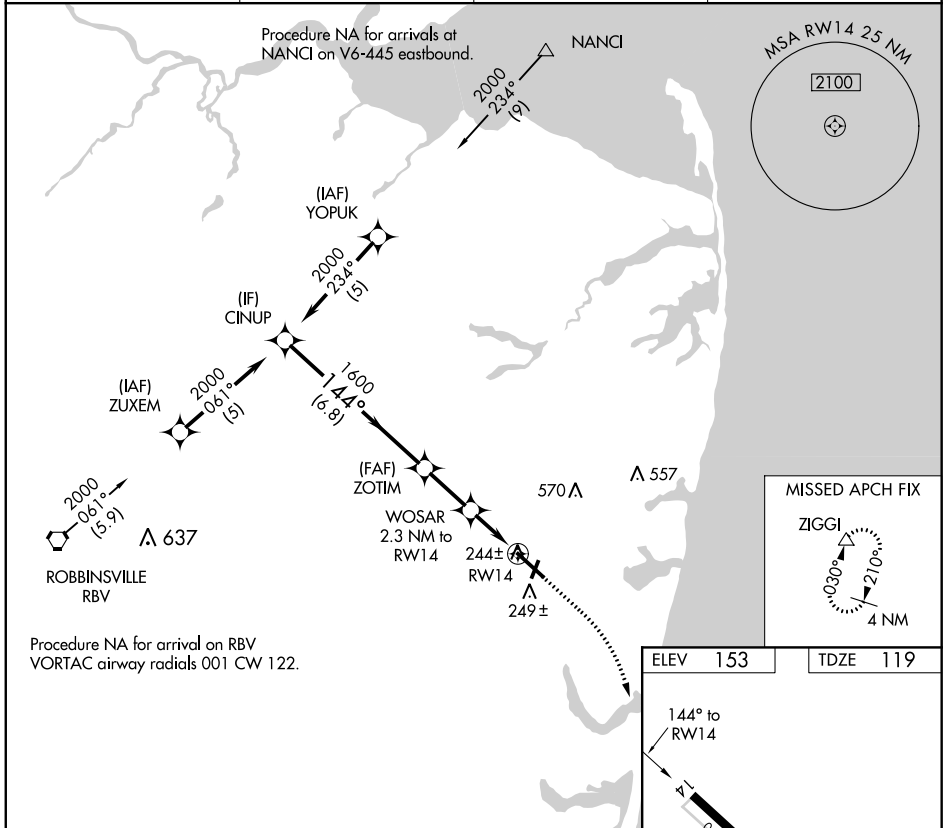 Procedure NA for arrivals at
NANCI on V6-445 eastbound.
NANCI
2000
234°
(9)
MSA RW14 25 NM
2100
(IAF)
YOPUK
2000
234°
(5)
(IF)
CINUP
(IAF)
ZUXEM
2000
061°
(5)
1600
144°
(6.8)
(FAF)
ZOTIM
570
557
WOSAR
2.3 NM to
RW14
244±
RW14
249±
2000
061°
(5.9)
637
ROBBINSVILLE
RBV
Procedure NA for arrival on RBV
VORTAC airway radials 001 CW 122.
MISSED APCH FIX
ZIGGI
030°
210°
4 NM
ELEV 153
TDZE 119
144° to
RW14
14